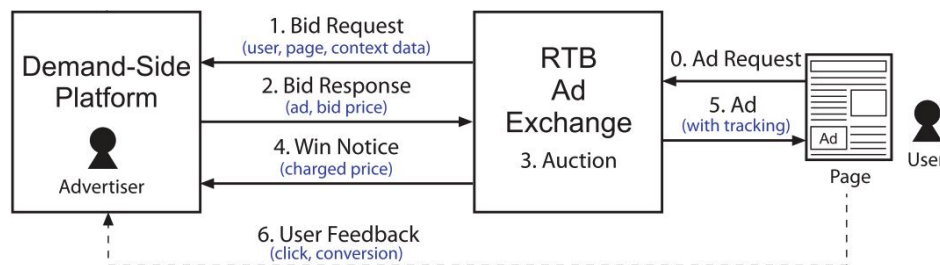 Demand-Side
Platform
Advertiser
1. Bid Request
(user, page, context data)
2. Bid Response
(ad, bid price)
4. Win Notice
(charged price)
RTB
Ad
Exchange
3. Auction
0. Ad Request
5. Ad
(with tracking)
Ad
Page
User
6. User Feedback
(click, conversion)